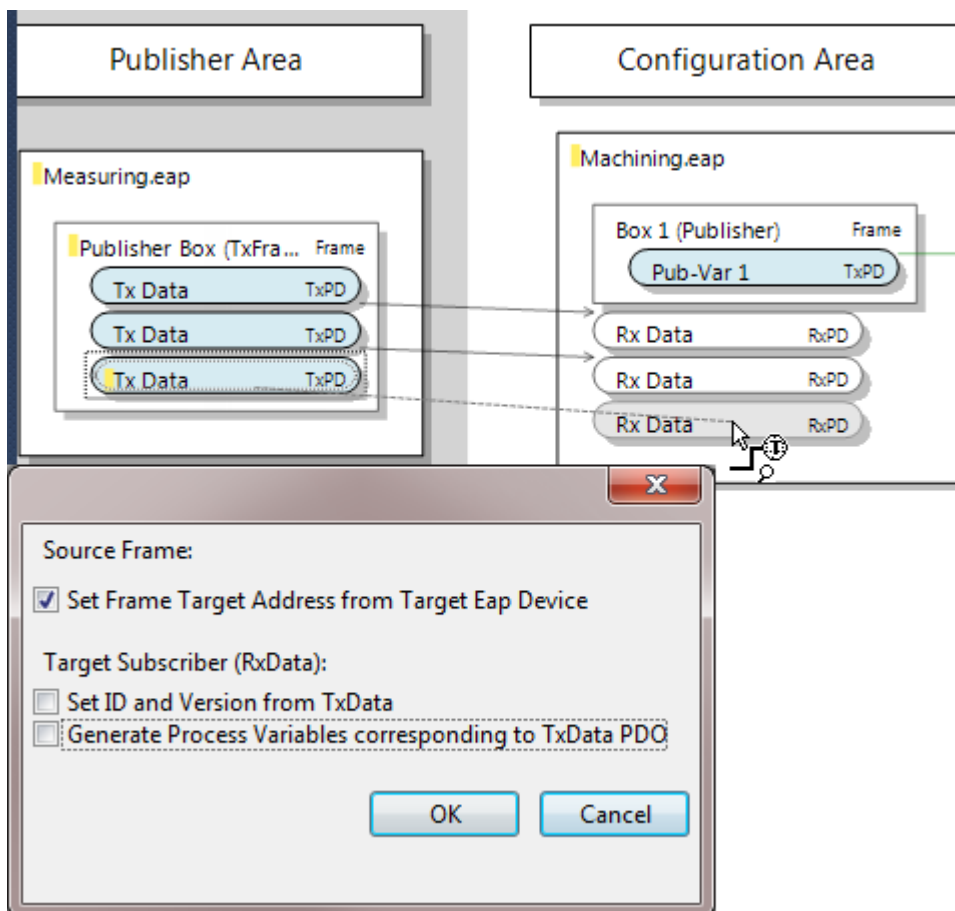 Publisher Area
Configuration Area
Measuring.eap
Publisher Box (TxFra... Frame
Tx Data TxPD
Tx Data TxPD
Tx Data TxPD
Machining.eap
Box 1 (Publisher) Frame
Pub-Var 1 TxPD
Rx Data RxPD
Rx Data RxPD
Rx Data RxPD
T
Source Frame:
Set Frame Target Address from Target Eap Device
Target Subscriber (RxData):
Set ID and Version from TxData
Generate Process Variables corresponding to TxData PDO
OK Cancel